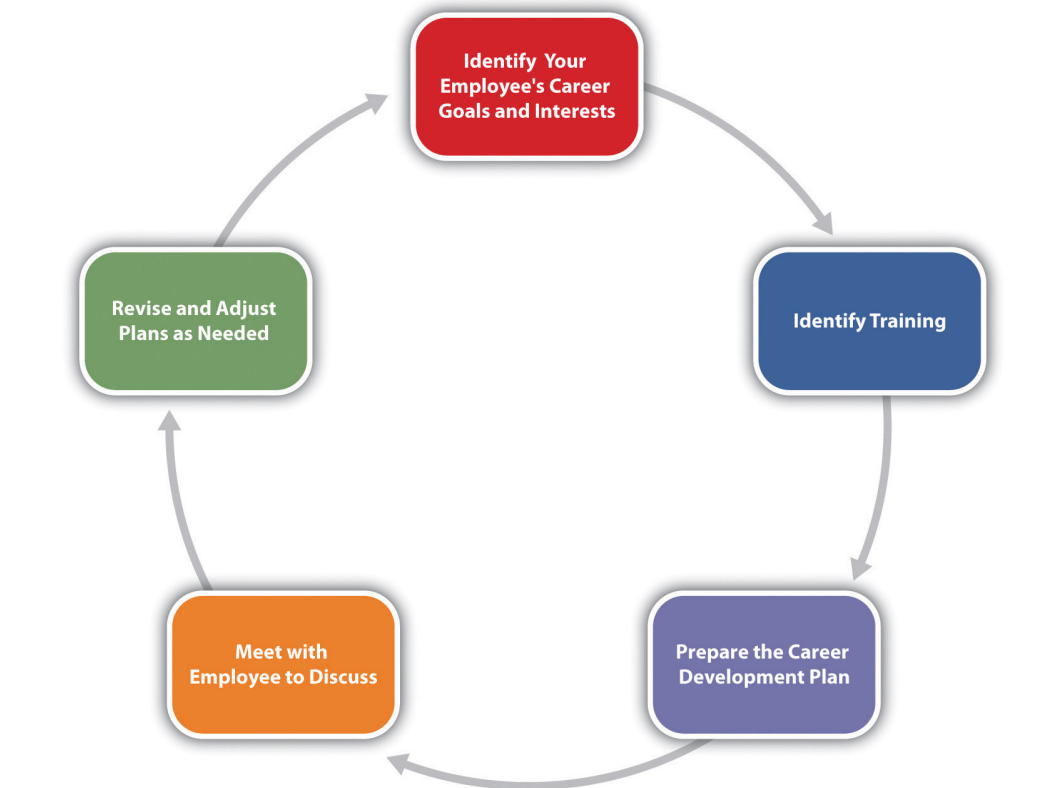 Identify Your
Employee's Career
Goals and Interests
Identify Training
Prepare the Career
Development Plan
Meet with
Employee to Discuss
Revise and Adjust
Plans as Needed